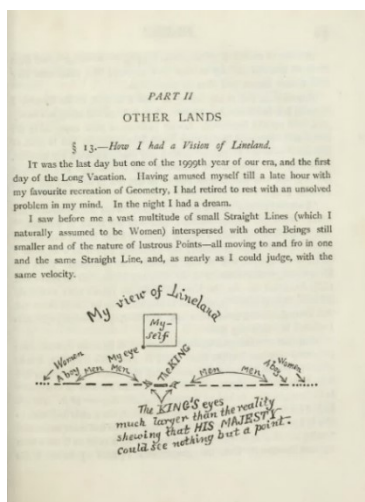 PART II
OTHER LANDS
§ 13.—How I had a Vision of Lineland.
IT was the last day but one of the 1999th year of our era, and the first
day of the Long Vacation. Having amused myself till a late hour with
my favourite recreation of Geometry, I had retired to rest with an unsolved
problem in my mind. In the night I had a dream.
I saw before me a vast multitude of small Straight Lines (which I
naturally assumed to be Women) interspersed with other Beings still
smaller and of the nature of lustrous Points—all moving to and fro in one
and the same Straight Line, and, as nearly as I could judge, with the
same velocity.
My view of Lineland
My-
self
My eye
Women
A boy
Men
Men
The KING
Men
Men
A boy
Women
The KING'S eyes
much larger than the reality
shewing that HIS MAJESTY
could see nothing but a point.